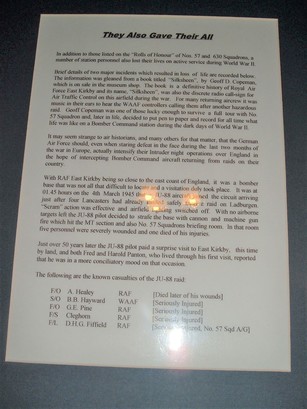 They Also Gave Their All
In addition to those listed on the "Rolls of Honour" of Nos. 57 and 630 Squadrons, a
number of station personnel also lost their lives on active service during World War II.
Brief details of two major incidents which resulted in loss of life are recorded below.
The information was gleaned from a book titled "Silksheen", by Geoff D. Copeman,
which is on sale in the museum shop. The book is a definitive history of Royal Air
Force East Kirkby and its name, "Silksheen", was also the discrete radio call-sign for
Air Traffic Control on this airfield during the war. For many returning aircrew it was
music in their ears to hear the WAAF controllers calling them after another hazardous
raid. Geoff Copeman was one of those lucky enough to survive a full tour with No.
57 Squadron and, later in life, decided to put pen to paper and record for all time what
life was like on a Bomber Command station during the dark days of World War II.
It may seem strange to air historians, and many others for that matter, that the German
Air Force should, even when staring defeat in the face during the last two months of
the war in Europe, actually intensify their Intruder night operations over England in
the hope of intercepting Bomber Command aircraft returning from raids on their
country.
With RAF East Kirkby being so close to the east coast of England, it was a bomber
base that was not all that difficult to locate and a visitation duly took place. It was at
01.45 hours on the 4th March 1945 that JU-88 the circuit arriving
just after four Lancasters had already safely raid on Ladbergen.
"Scram" action was effective and airfield switched off. With no airborne
targets left the JU-88 pilot decided to strafe the base with cannon and machine gun
fire which hit the MT section and also No. 57 Squadrons briefing room. In that room
five personnel were severely wounded and one died of his injuries.
Just over 50 years later the JU-88 pilot paid a surprise visit to East Kirkby, this time
by land, and both Fred and Harold Panton, who lived through his first visit, reported
that he was in a more conciliatory mood on that occasion.
The following are the known casualties of the JU-88 raid:
F/O A. Healey RAF [Died later of his wounds]
S/O B.B. Hayward WAAF [Seriously Injured]
F/O G.E. Pine RAF [Seriously Injured]
F/S Cleghorn RAF [Seriously Injured]
F/L D.H.G. Fiffield RAF Injured, No. 57 Sqd A/G]